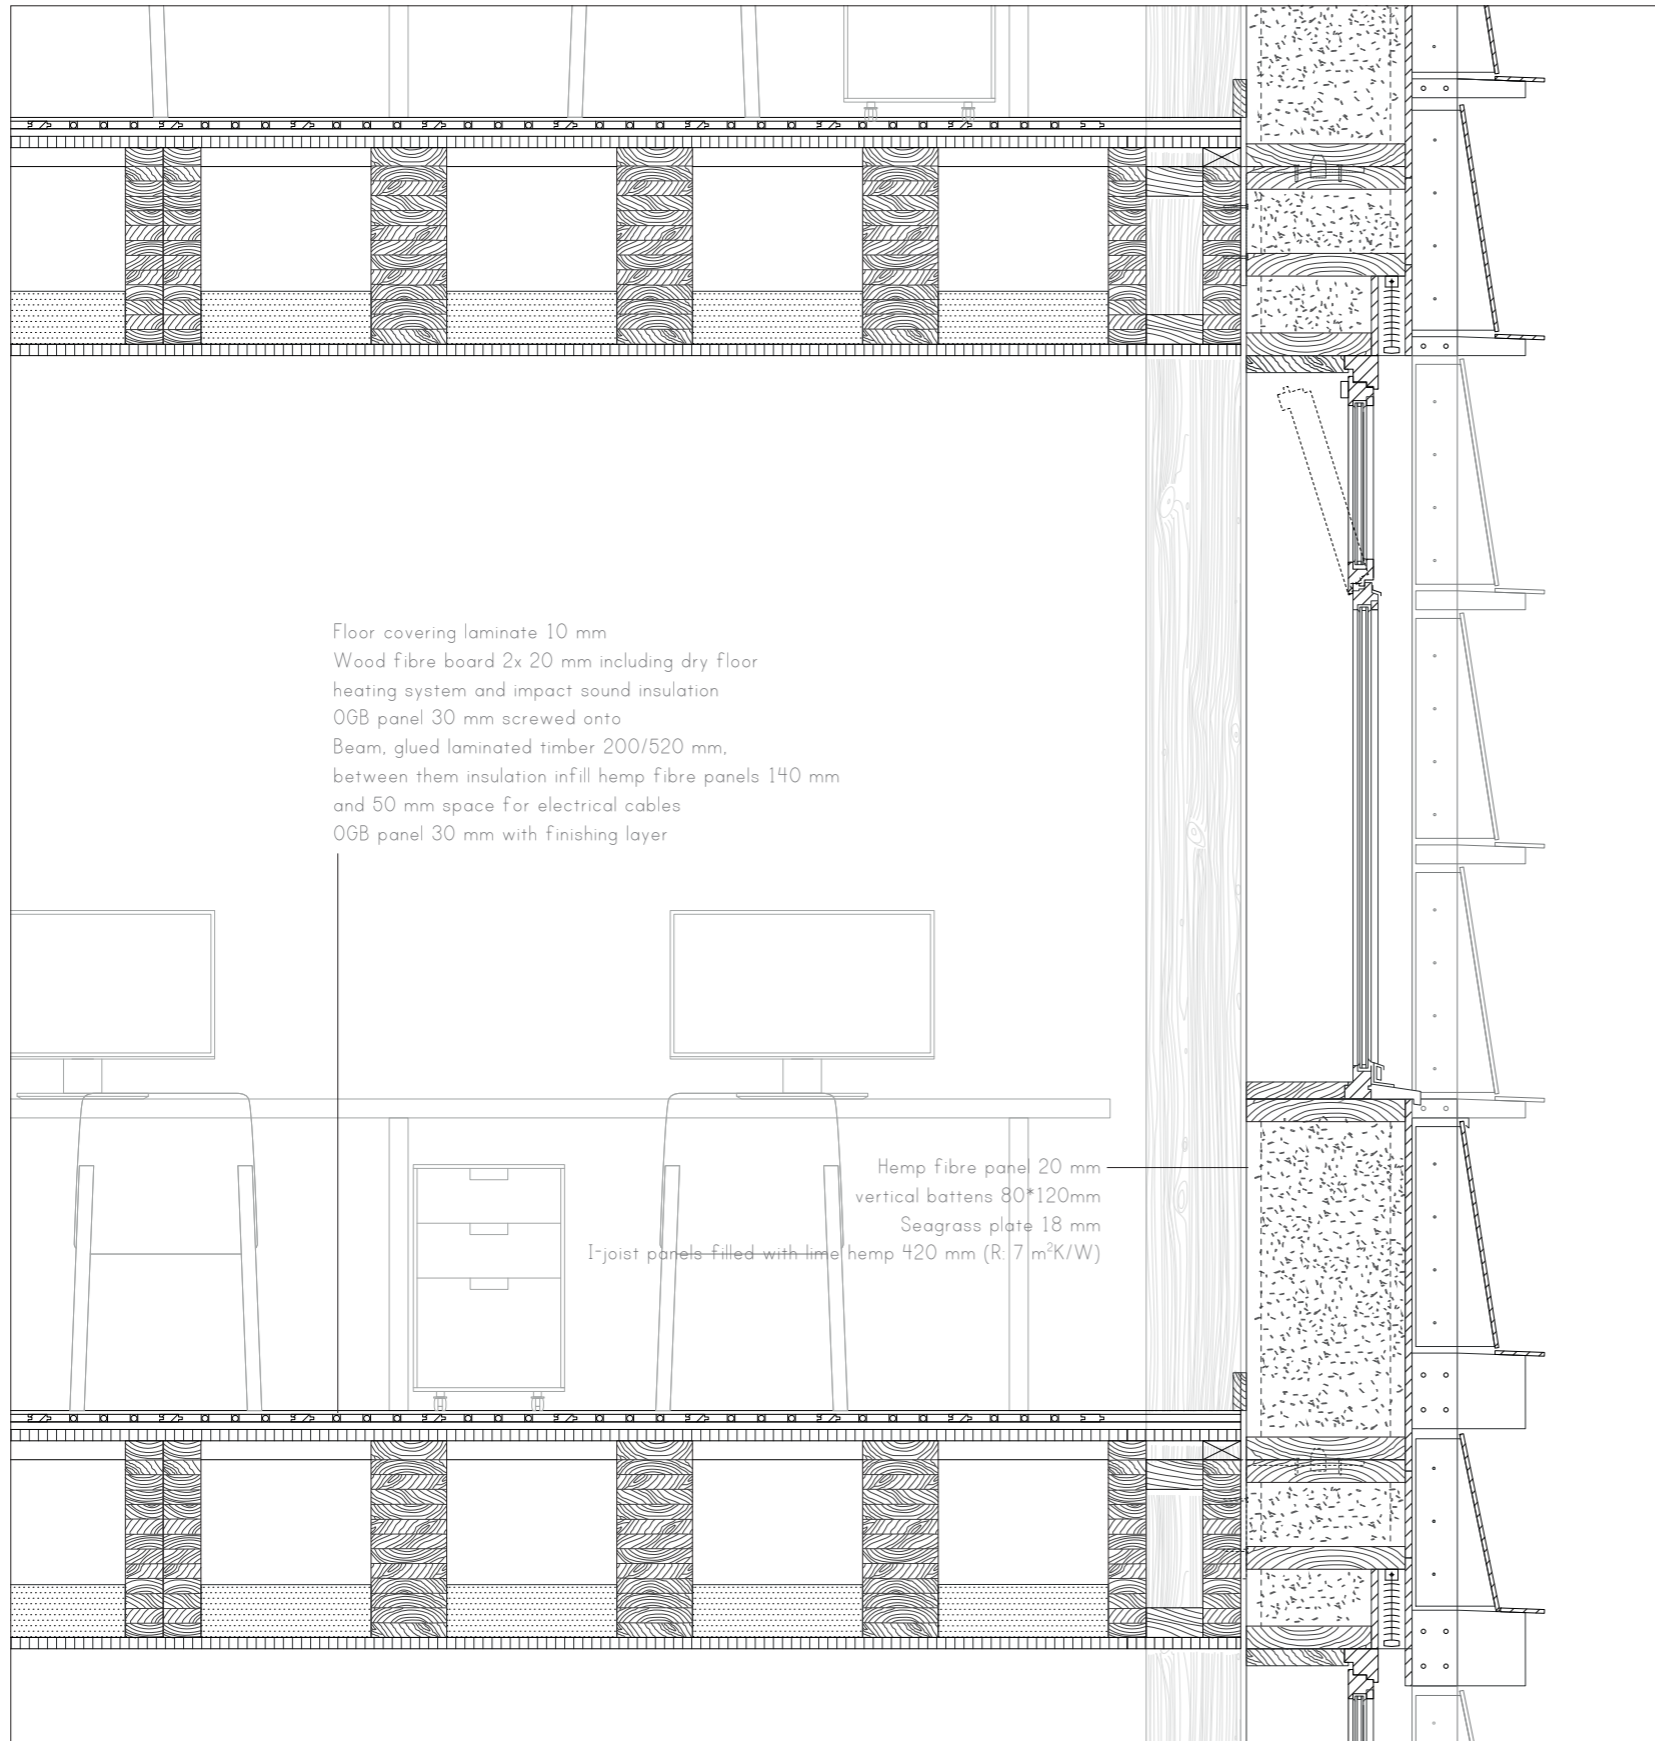 Floor covering laminate 10 mm
Wood fibre board 2x 20 mm including dry floor
heating system and impact sound insulation
OGB panel 30 mm screwed onto
Beam, glued laminated timber 200/520 mm,
between them insulation infill hemp fibre panels 140 mm
and 50 mm space for electrical cables
OGB panel 30 mm with finishing layer
Hemp fibre panel 20 mm
vertical battens 80*120mm
Seagrass plate 18 mm
I-joist panels filled with lime hemp 420 mm (R: 7 m²K/W)